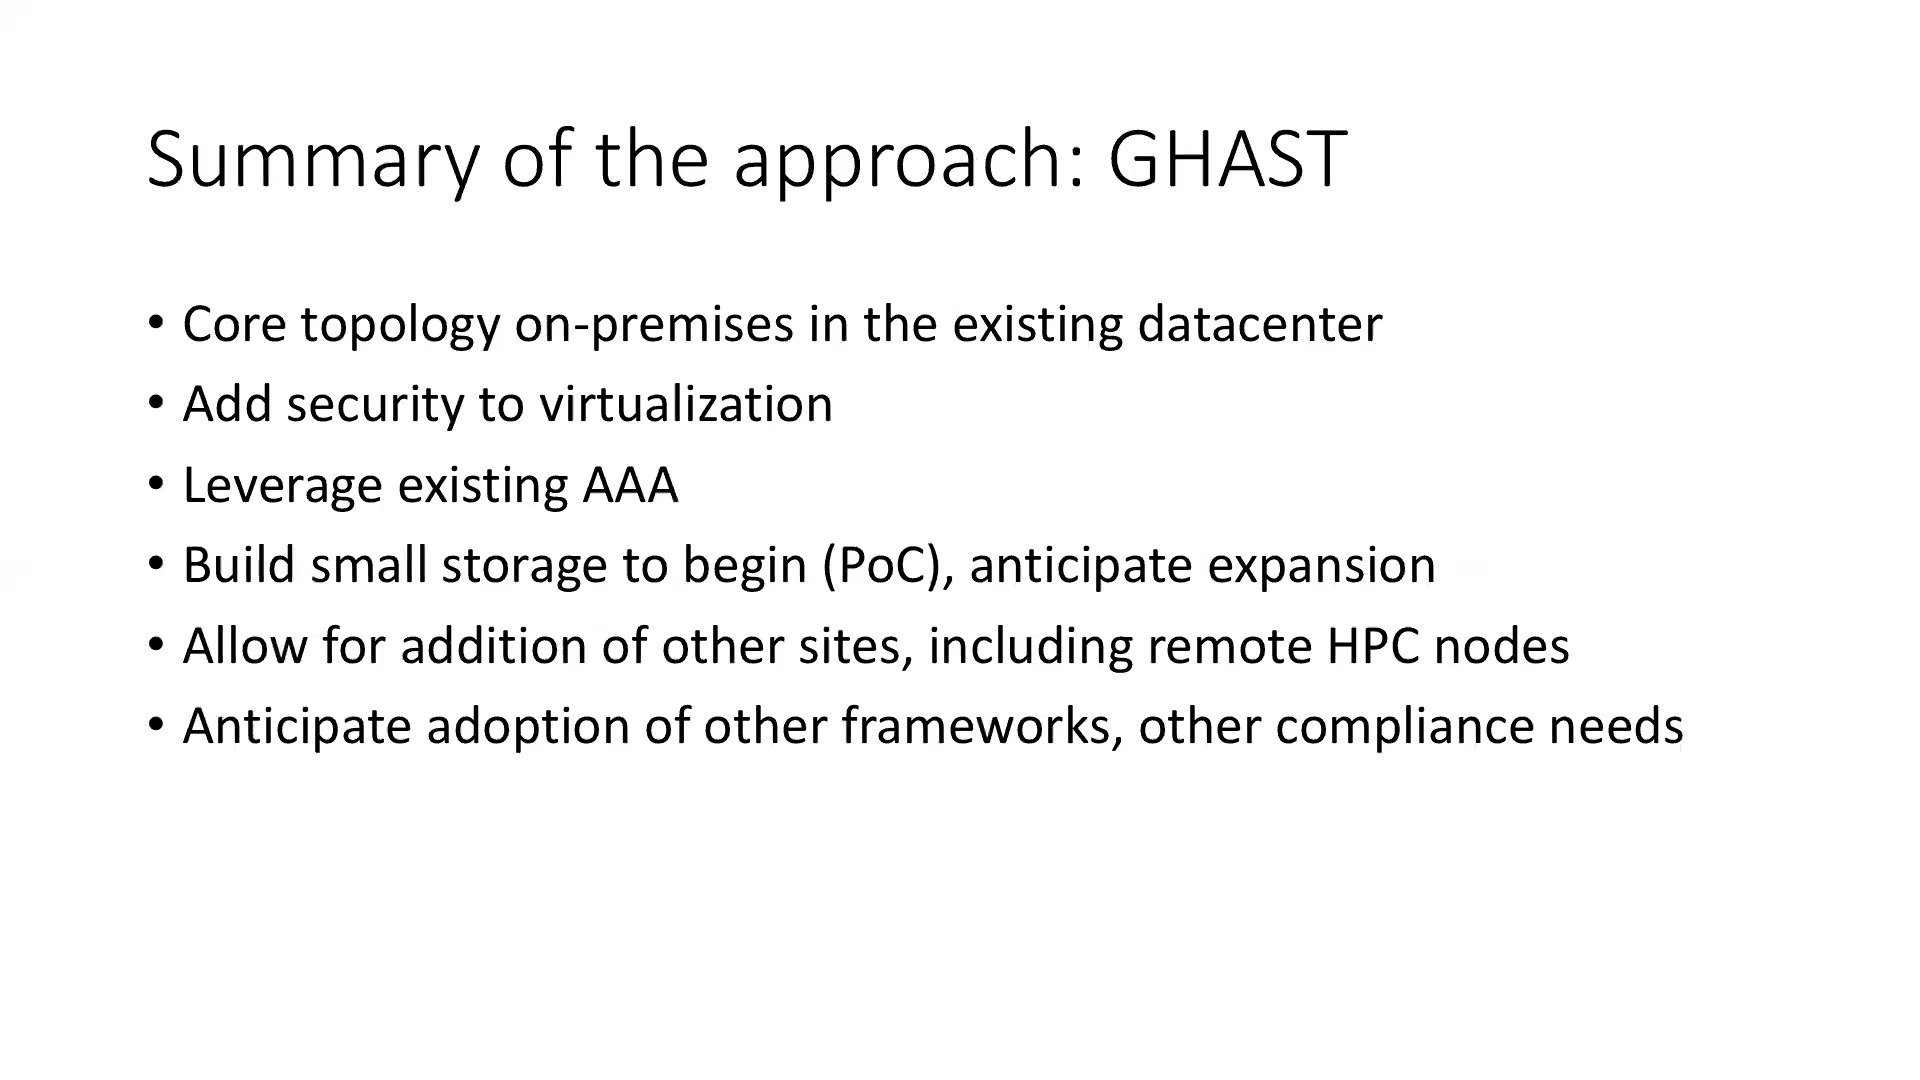 Summary of the approach: GHAST
• Core topology on-premises in the existing datacenter
• Add security to virtualization
• Leverage existing AAA
• Build small storage to begin (PoC), anticipate expansion
• Allow for addition of other sites, including remote HPC nodes
• Anticipate adoption of other frameworks, other compliance needs